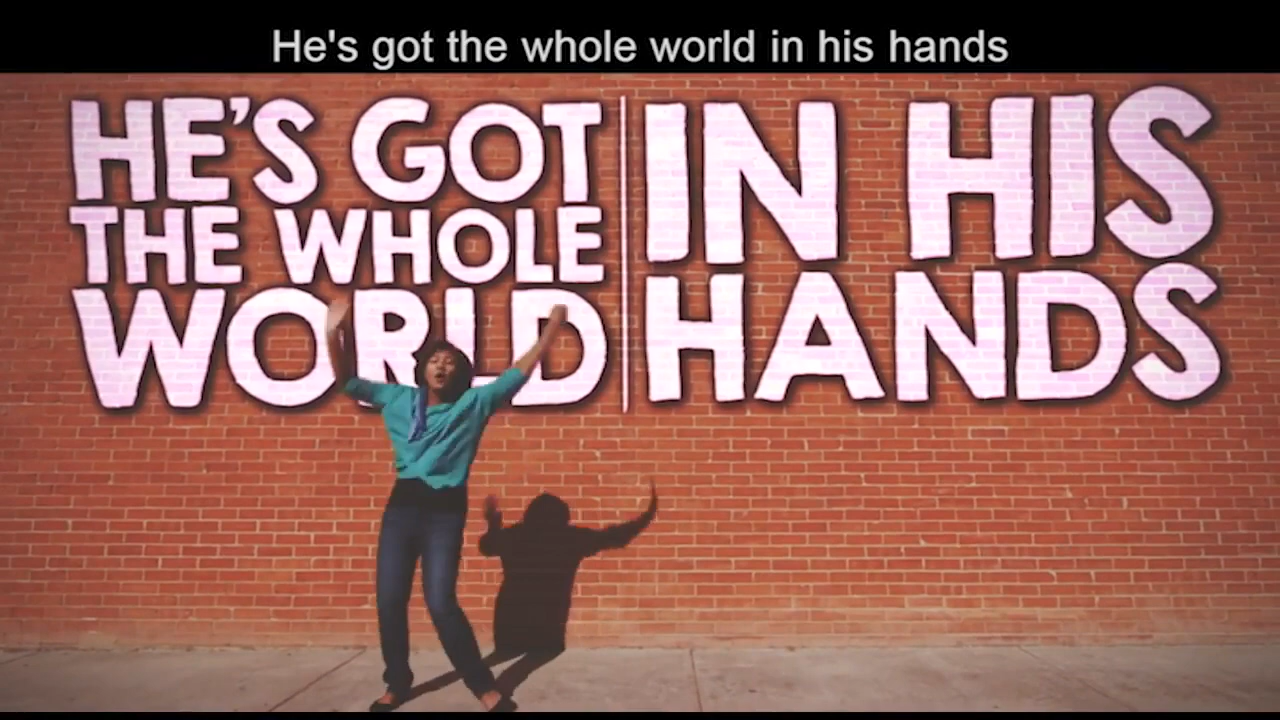 He's got the whole world in his hands
HE'S GOT
THE WHOLE
WORLD
IN HIS
HANDS